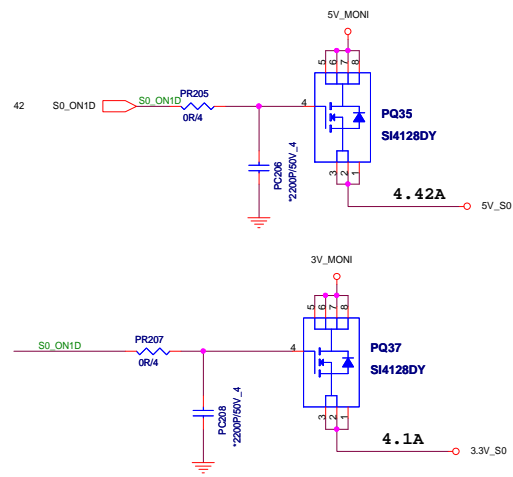 5V_MONI
5 6 7 8
42 S0_ON1D S0_ON1D PR205 4 PQ35
0R/4 SI4128DY
PC206
*2200P/50V_4
3 2 1
4.42A
5V_S0
3V_MONI
5 6 7 8
S0_ON1D PR207 4 PQ37
0R/4 SI4128DY
PC208
*2200P/50V_4
3 2 1
4.1A
3.3V_S0